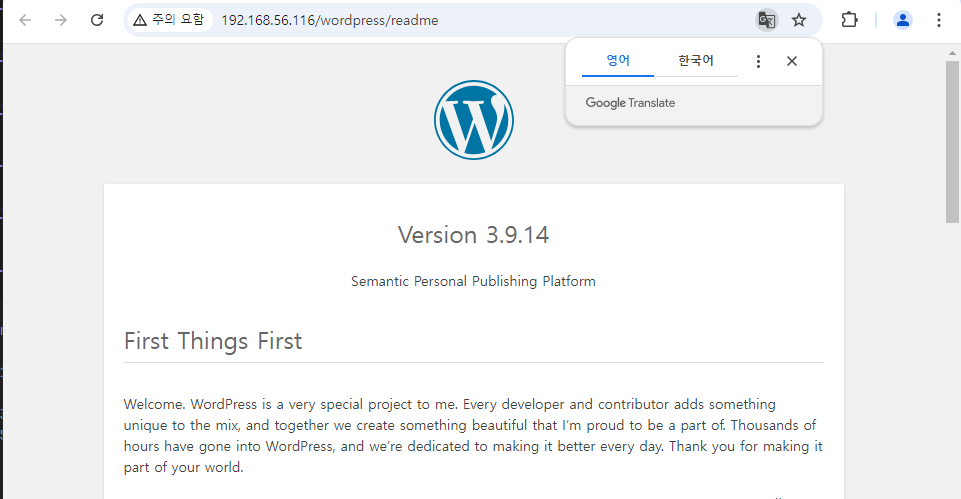 주의 요함 192.168.56.116/wordpress/readme
영어 한국어
Google Translate
Version 3.9.14
Semantic Personal Publishing Platform
First Things First
Welcome. WordPress is a very special project to me. Every developer and contributor adds something
unique to the mix, and together we create something beautiful that I’m proud to be a part of. Thousands of
hours have gone into WordPress, and we’re dedicated to making it better every day. Thank you for making it
part of your world.